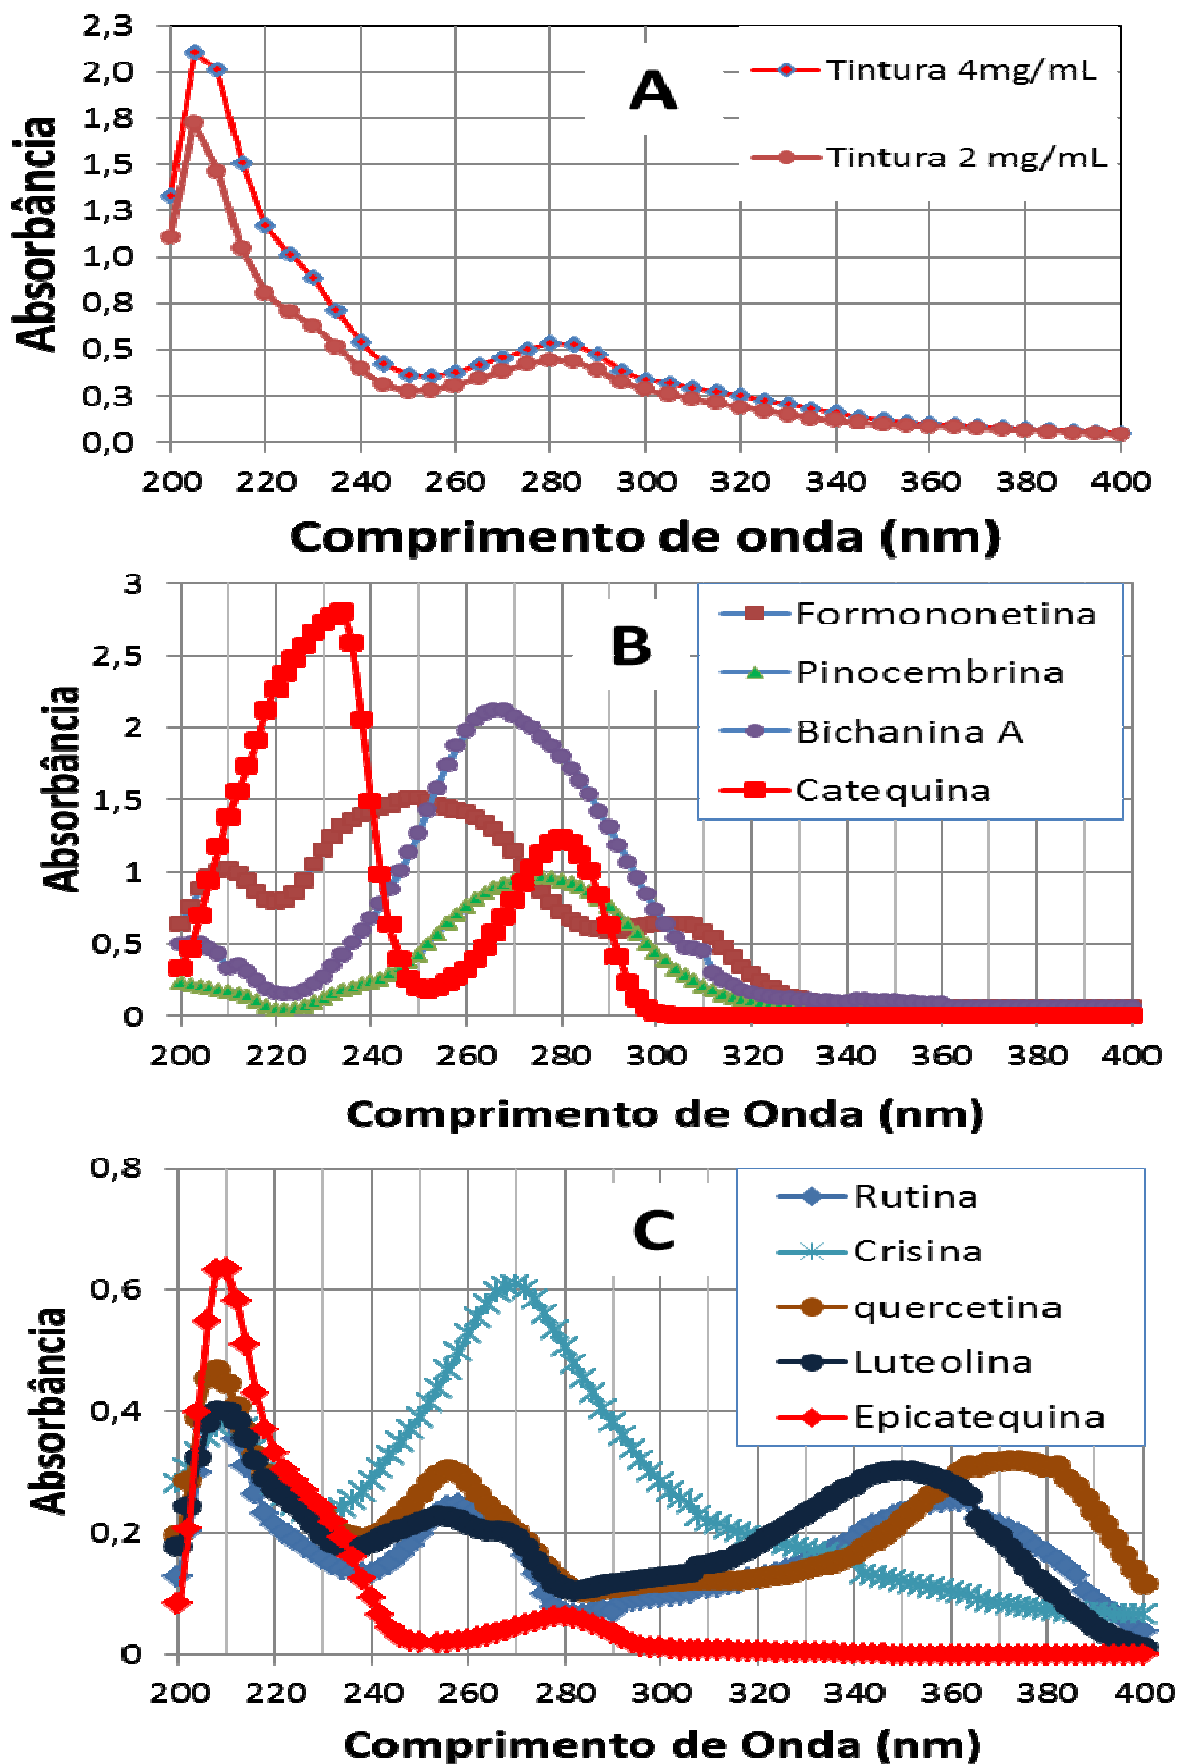 A
Tintura 4mg/mL
Tintura 2 mg/mL
Absorbância
2,3
2,0
1,8
1,5
1,3
1,0
0,8
0,5
0,3
0,0
200 220 240 260 280 300 320 340 360 380 400
Comprimento de onda (nm)
B
Formononetina
Pinocembrina
Bichanina A
Catequina
Absorbância
3
2,5
2
1,5
1
0,5
0
200 220 240 260 280 300 320 340 360 380 400
Comprimento de Onda (nm)
C
Rutina
Crisina
quercetina
Luteolina
Epicatequina
Absorbância
0,8
0,6
0,4
0,2
0
200 220 240 260 280 300 320 340 360 380 400
Comprimento de Onda (nm)